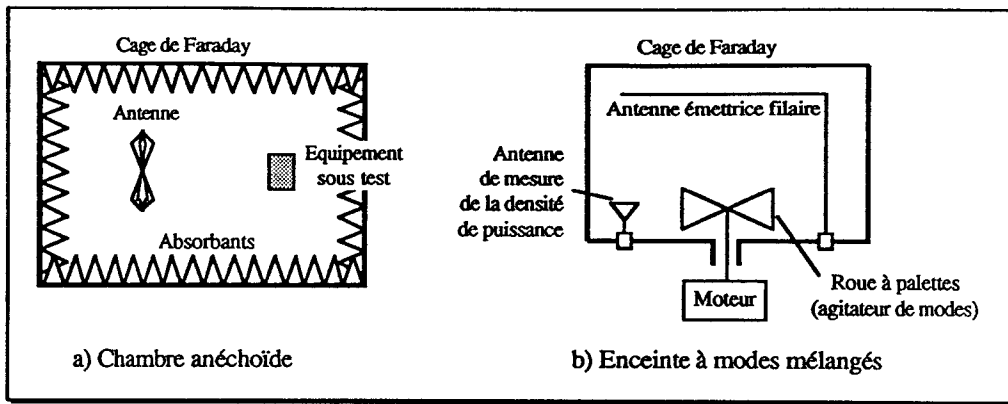 Cage de Faraday
Antenne
Equipement
sous test
Absorbants
a) Chambre anéchoïde
Cage de Faraday
Antenne émettrice filaire
Antenne
de mesure
de la densité
de puissance
Moteur
Roue à palettes
(agitateur de modes)
b) Enceinte à modes mélangés